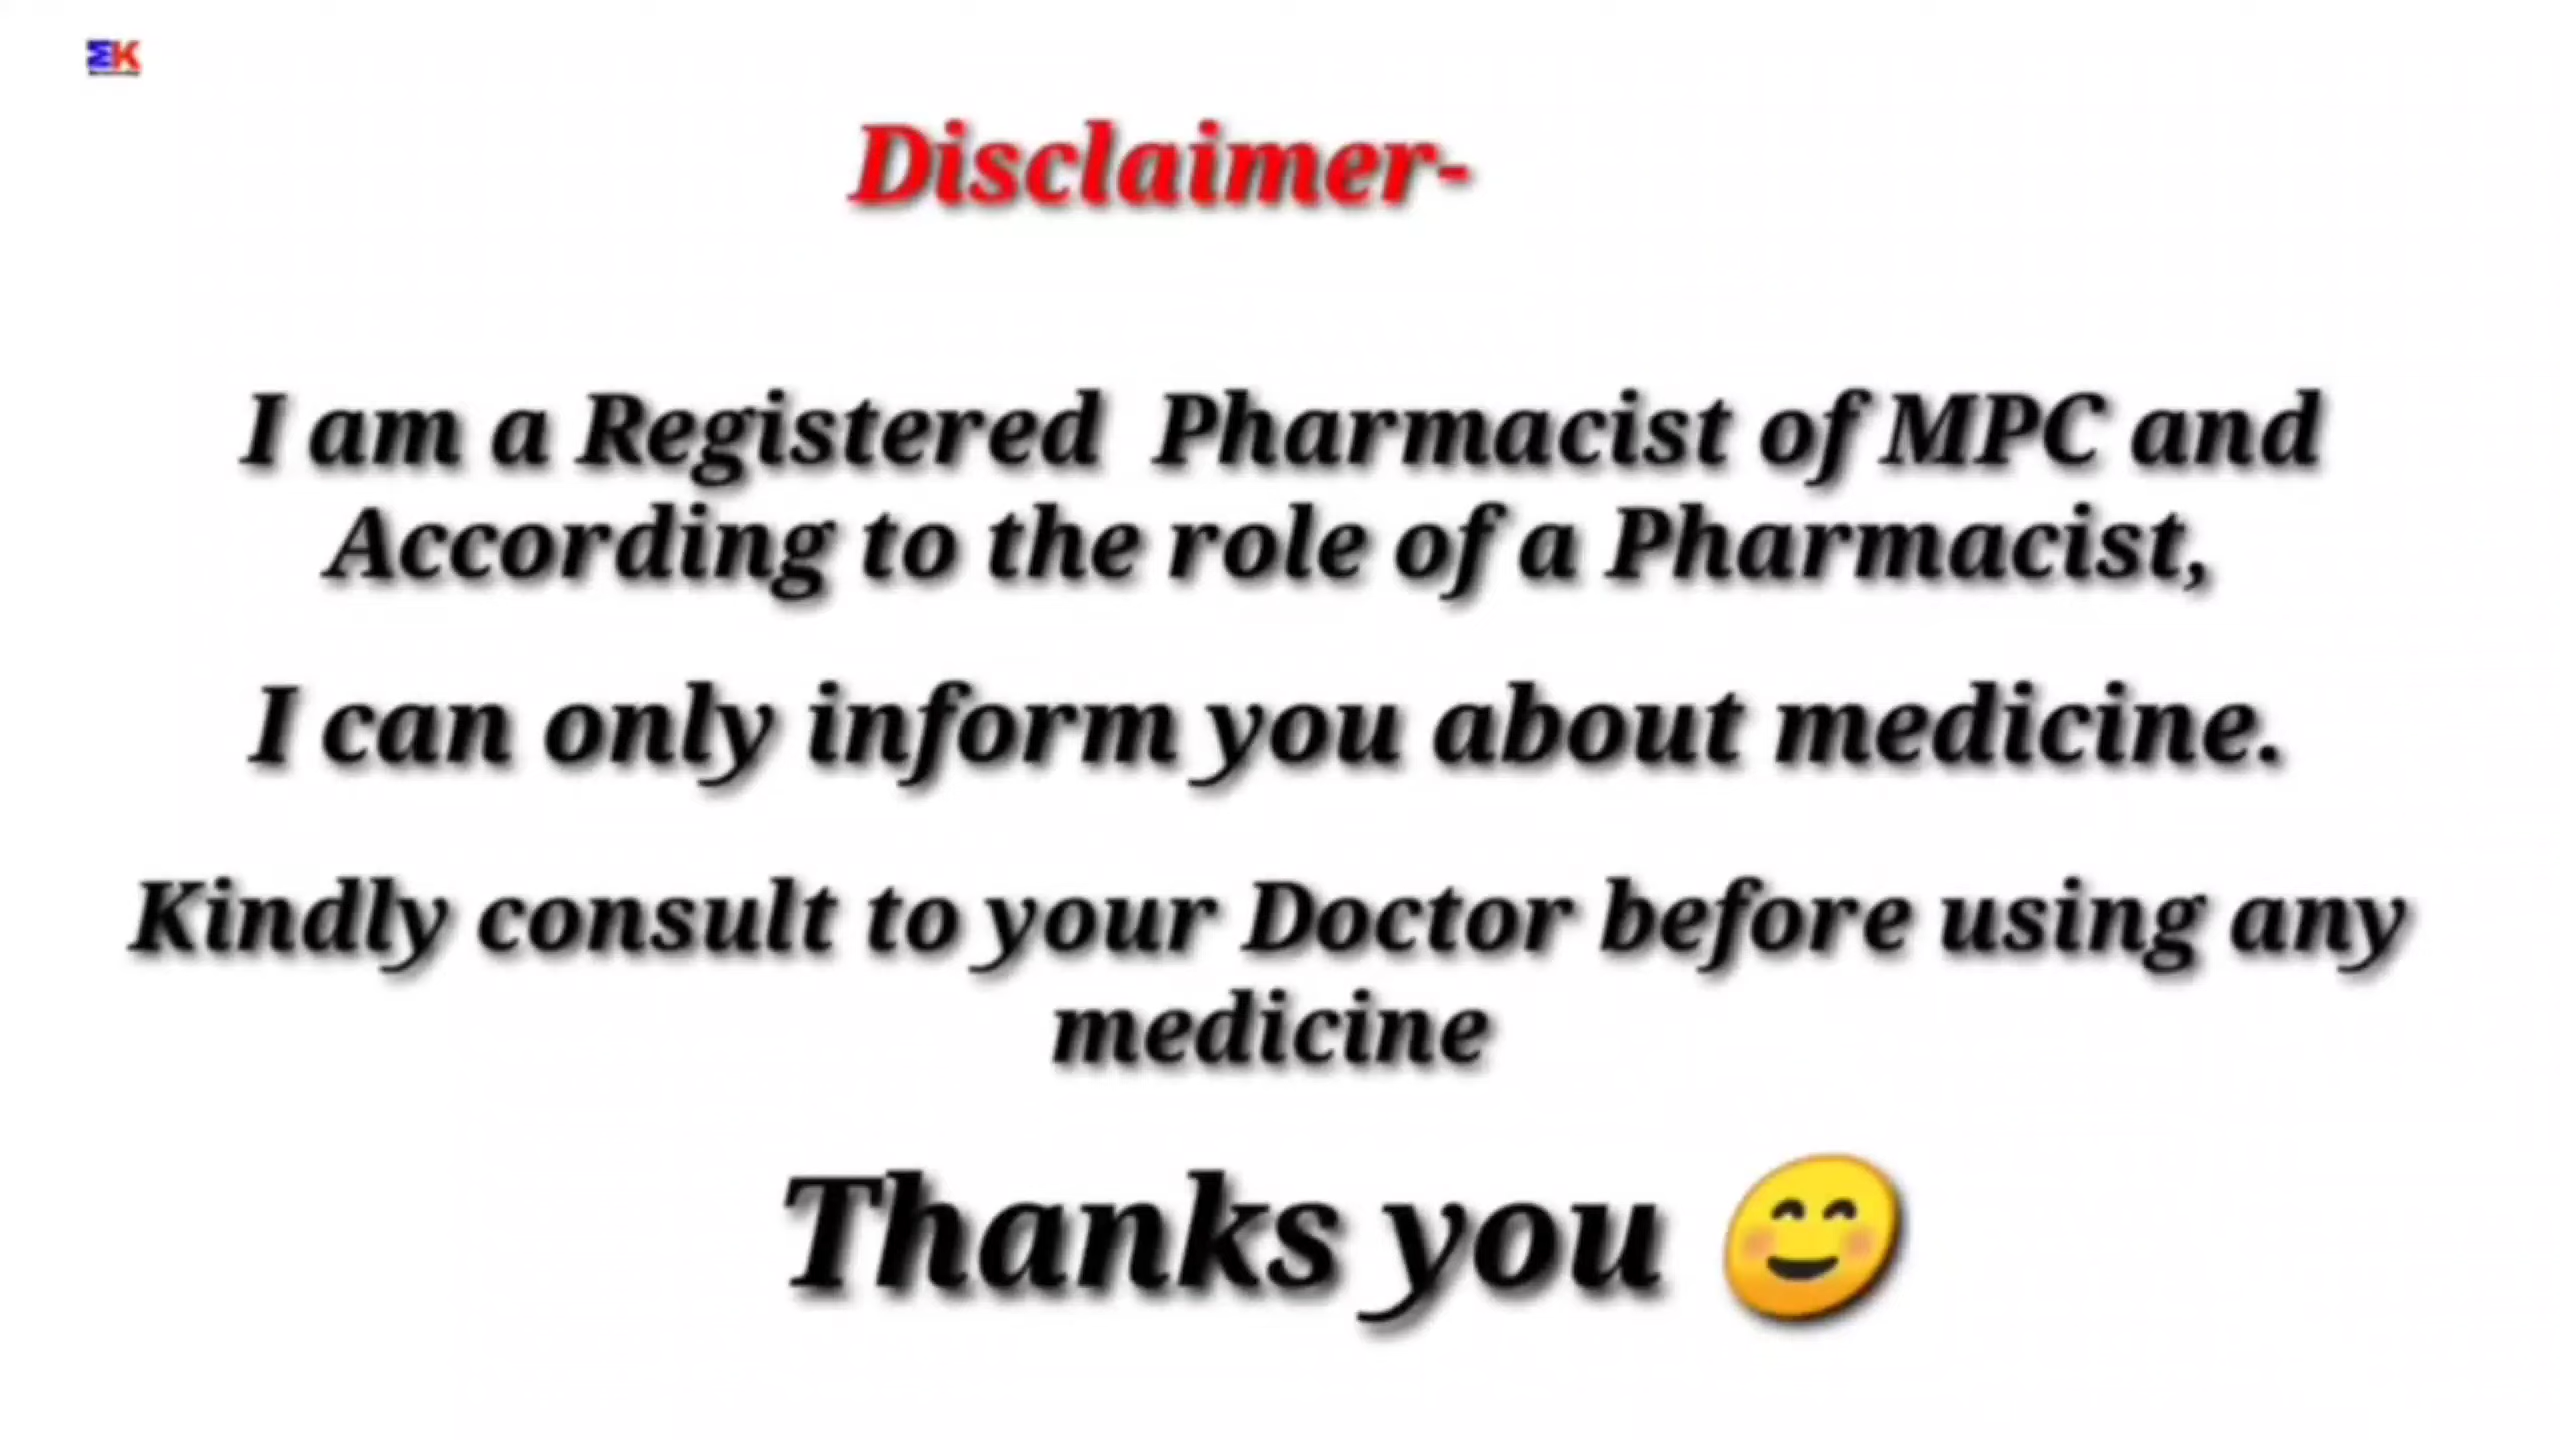 MK
Disclaimer-
I am a Registered Pharmacist of MPC and
According to the role of a Pharmacist,
I can only inform you about medicine.
Kindly consult to your Doctor before using any
medicine
Thanks you 😊